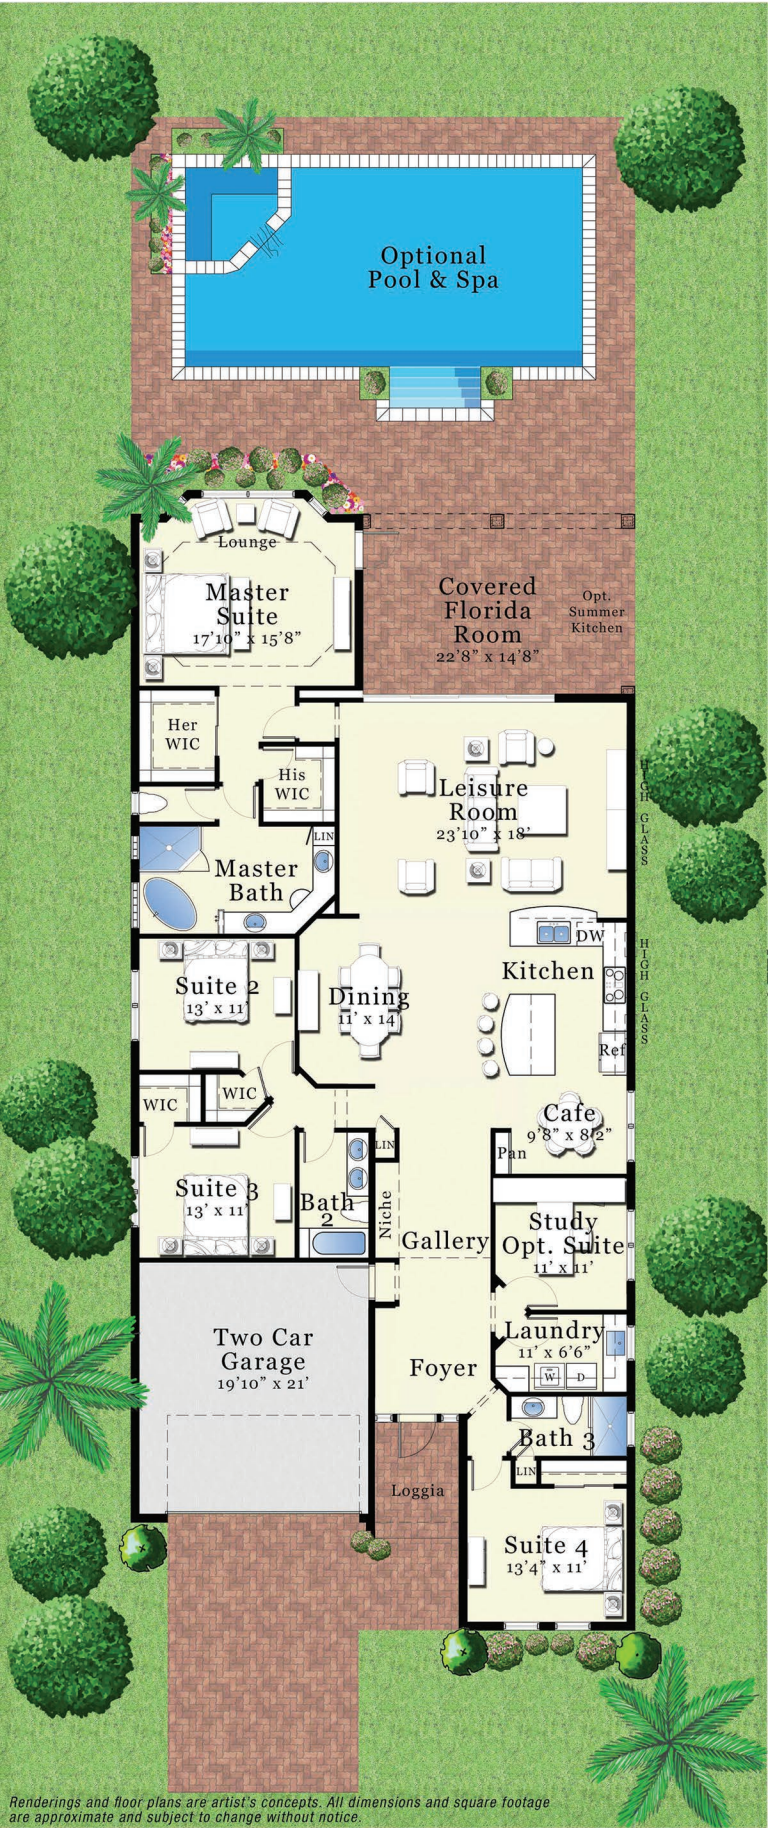 Optional
Pool & Spa
Lounge
Master
Suite
17'10" x 15'8"
Covered
Florida
Room
22'8" x 14'8"
Opt.
Summer
Kitchen
Her
WIC
His
WIC
Leisure
Room
23'10" x 18'
HIGH GLASS
LIN
Master
Bath
DW
Kitchen
HIGH GLASS
Suite 2
13' x 11'
Dining
11' x 14'
Ref
WIC
WIC
Cafe
9'8" x 8'2"
LIN
Pan
Suite 3
13' x 11'
Bath
2
Niche
Gallery
Study
Opt. Suite
11' x 11'
Two Car
Garage
19'10" x 21'
Laundry
11' x 6'6"
W
D
Foyer
Bath 3
LIN
Loggia
Suite 4
13'4" x 11'
Renderings and floor plans are artist's concepts. All dimensions and square footage
are approximate and subject to change without notice.